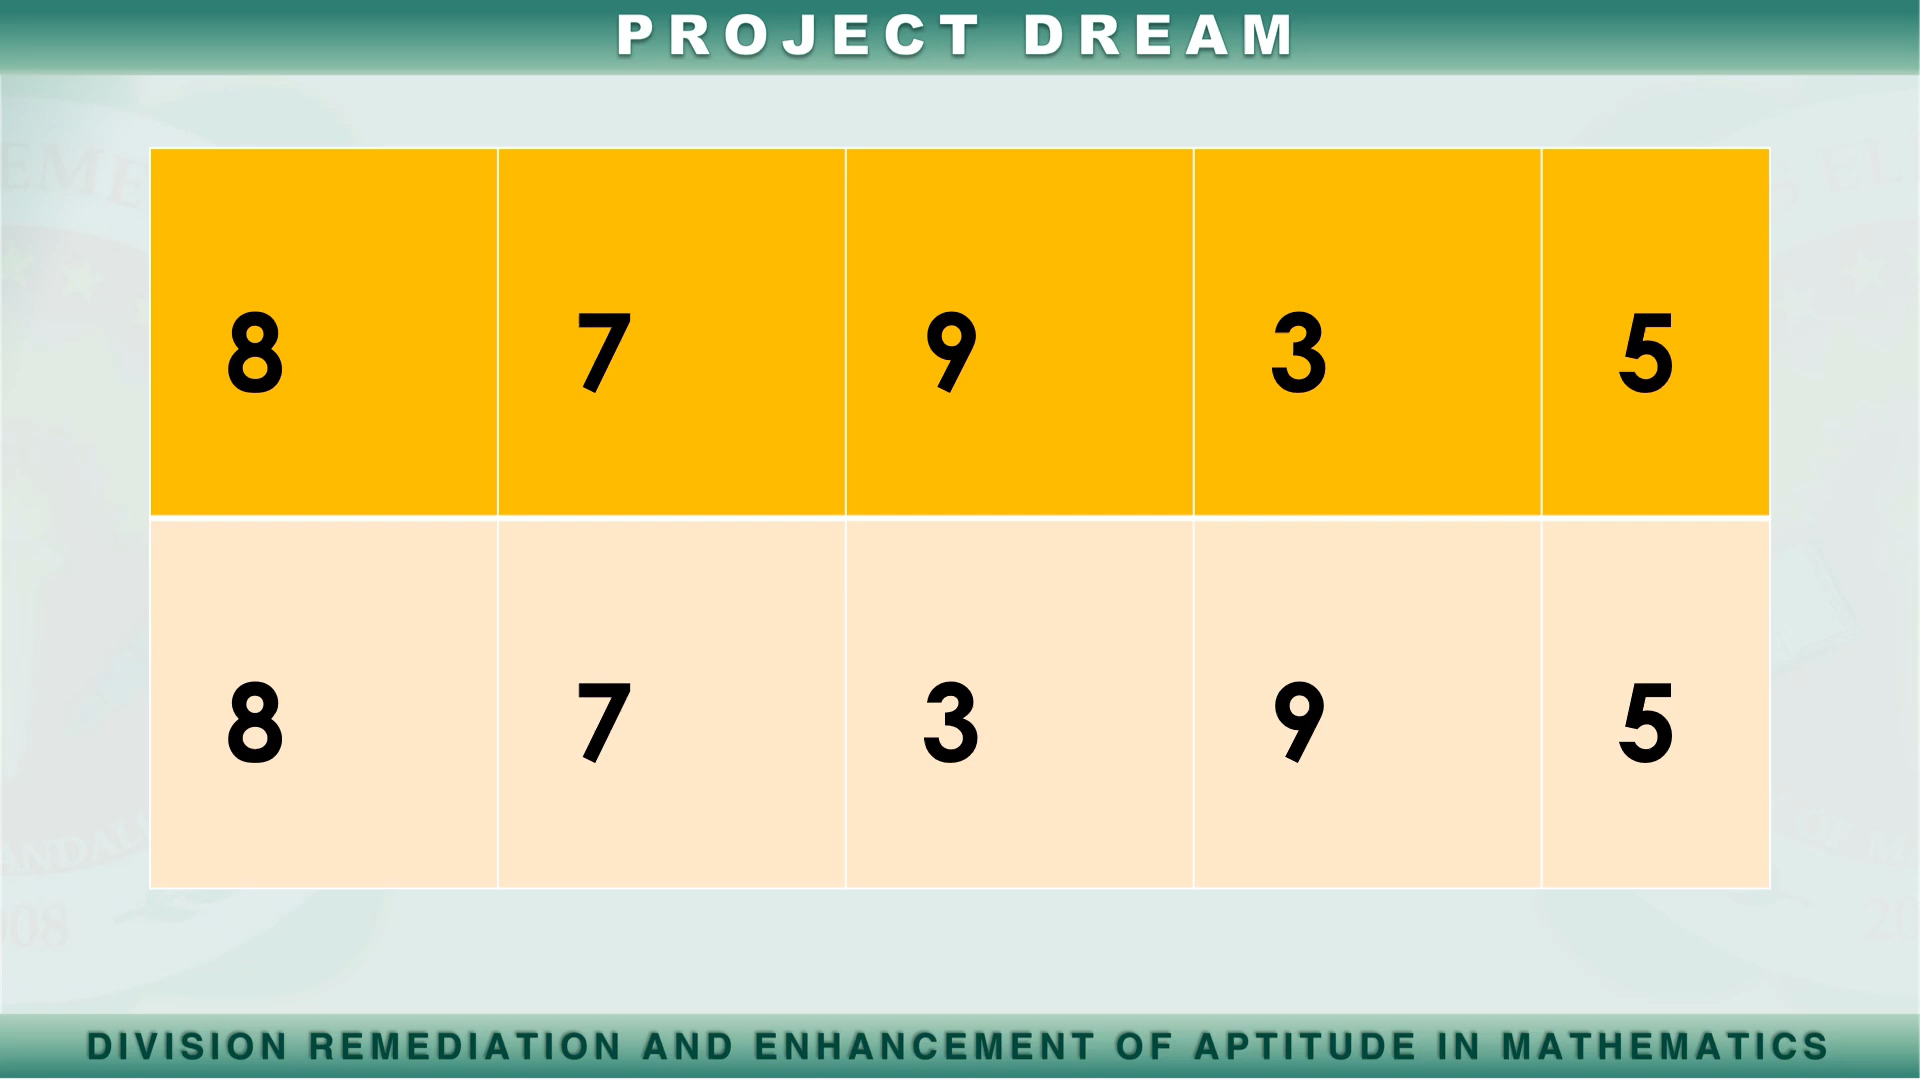 PROJECT DREAM
8 7 9 3 5
8 7 3 9 5
DIVISION REMEDIATION AND ENHANCEMENT OF APTITUDE IN MATHEMATICS